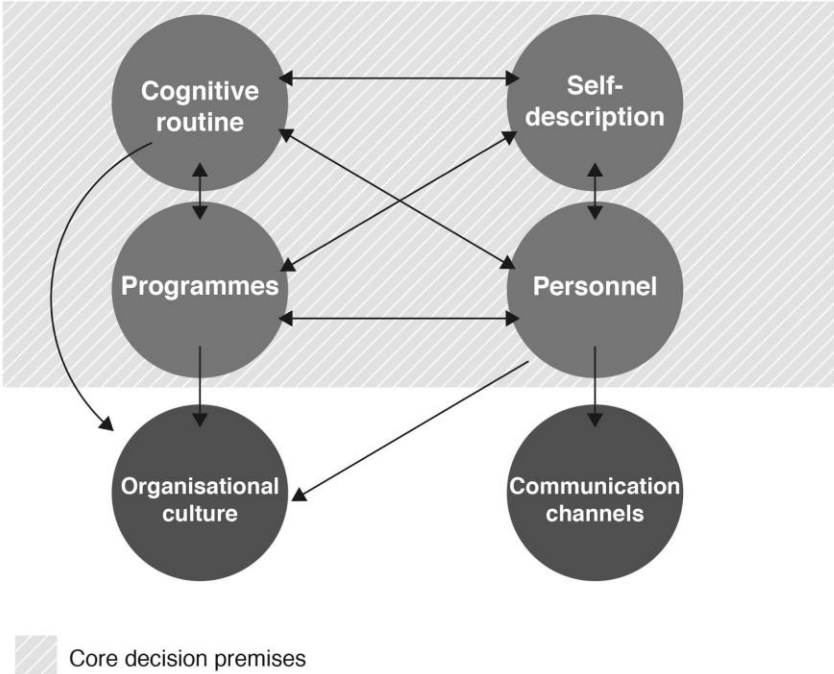 Cognitive
routine
Self-
description
Programmes
Personnel
Organisational
culture
Communication
channels
Core decision premises